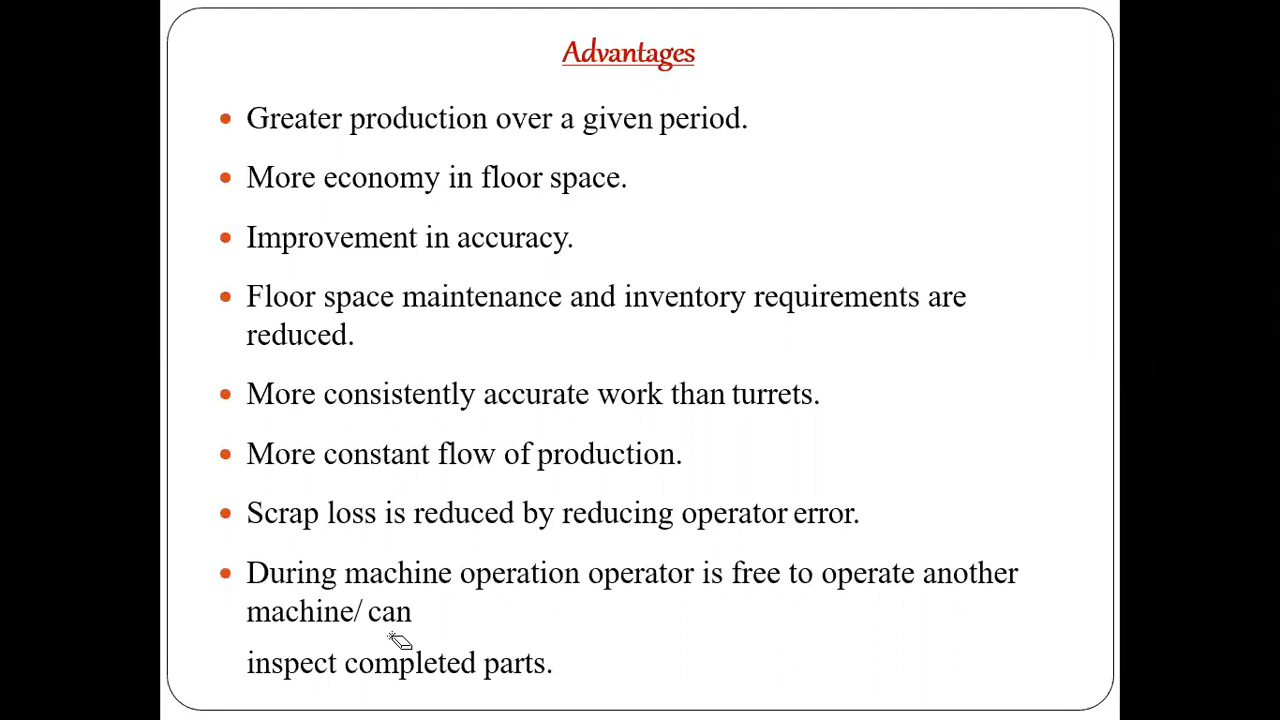 Advantages
Greater production over a given period.
More economy in floor space.
Improvement in accuracy.
Floor space maintenance and inventory requirements are
reduced.
More consistently accurate work than turrets.
More constant flow of production.
Scrap loss is reduced by reducing operator error.
During machine operation operator is free to operate another
machine/ can
inspect completed parts.